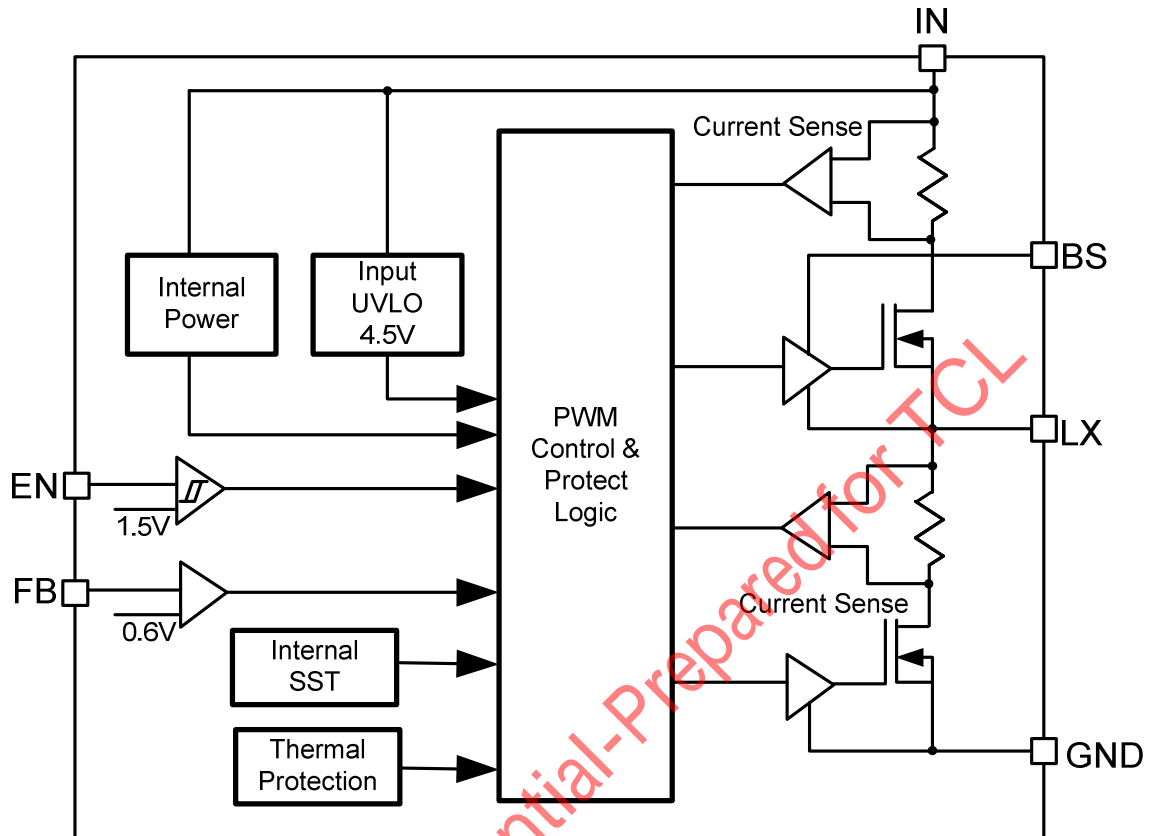 IN
Current Sense
BS
Internal
Power
Input
UVLO
4.5V
PWM
Control &
Protect
Logic
LX
EN
1.5V
FB
0.6V
Current Sense
Internal
SST
Thermal
Protection
GND
ntial-Prepared for TCL